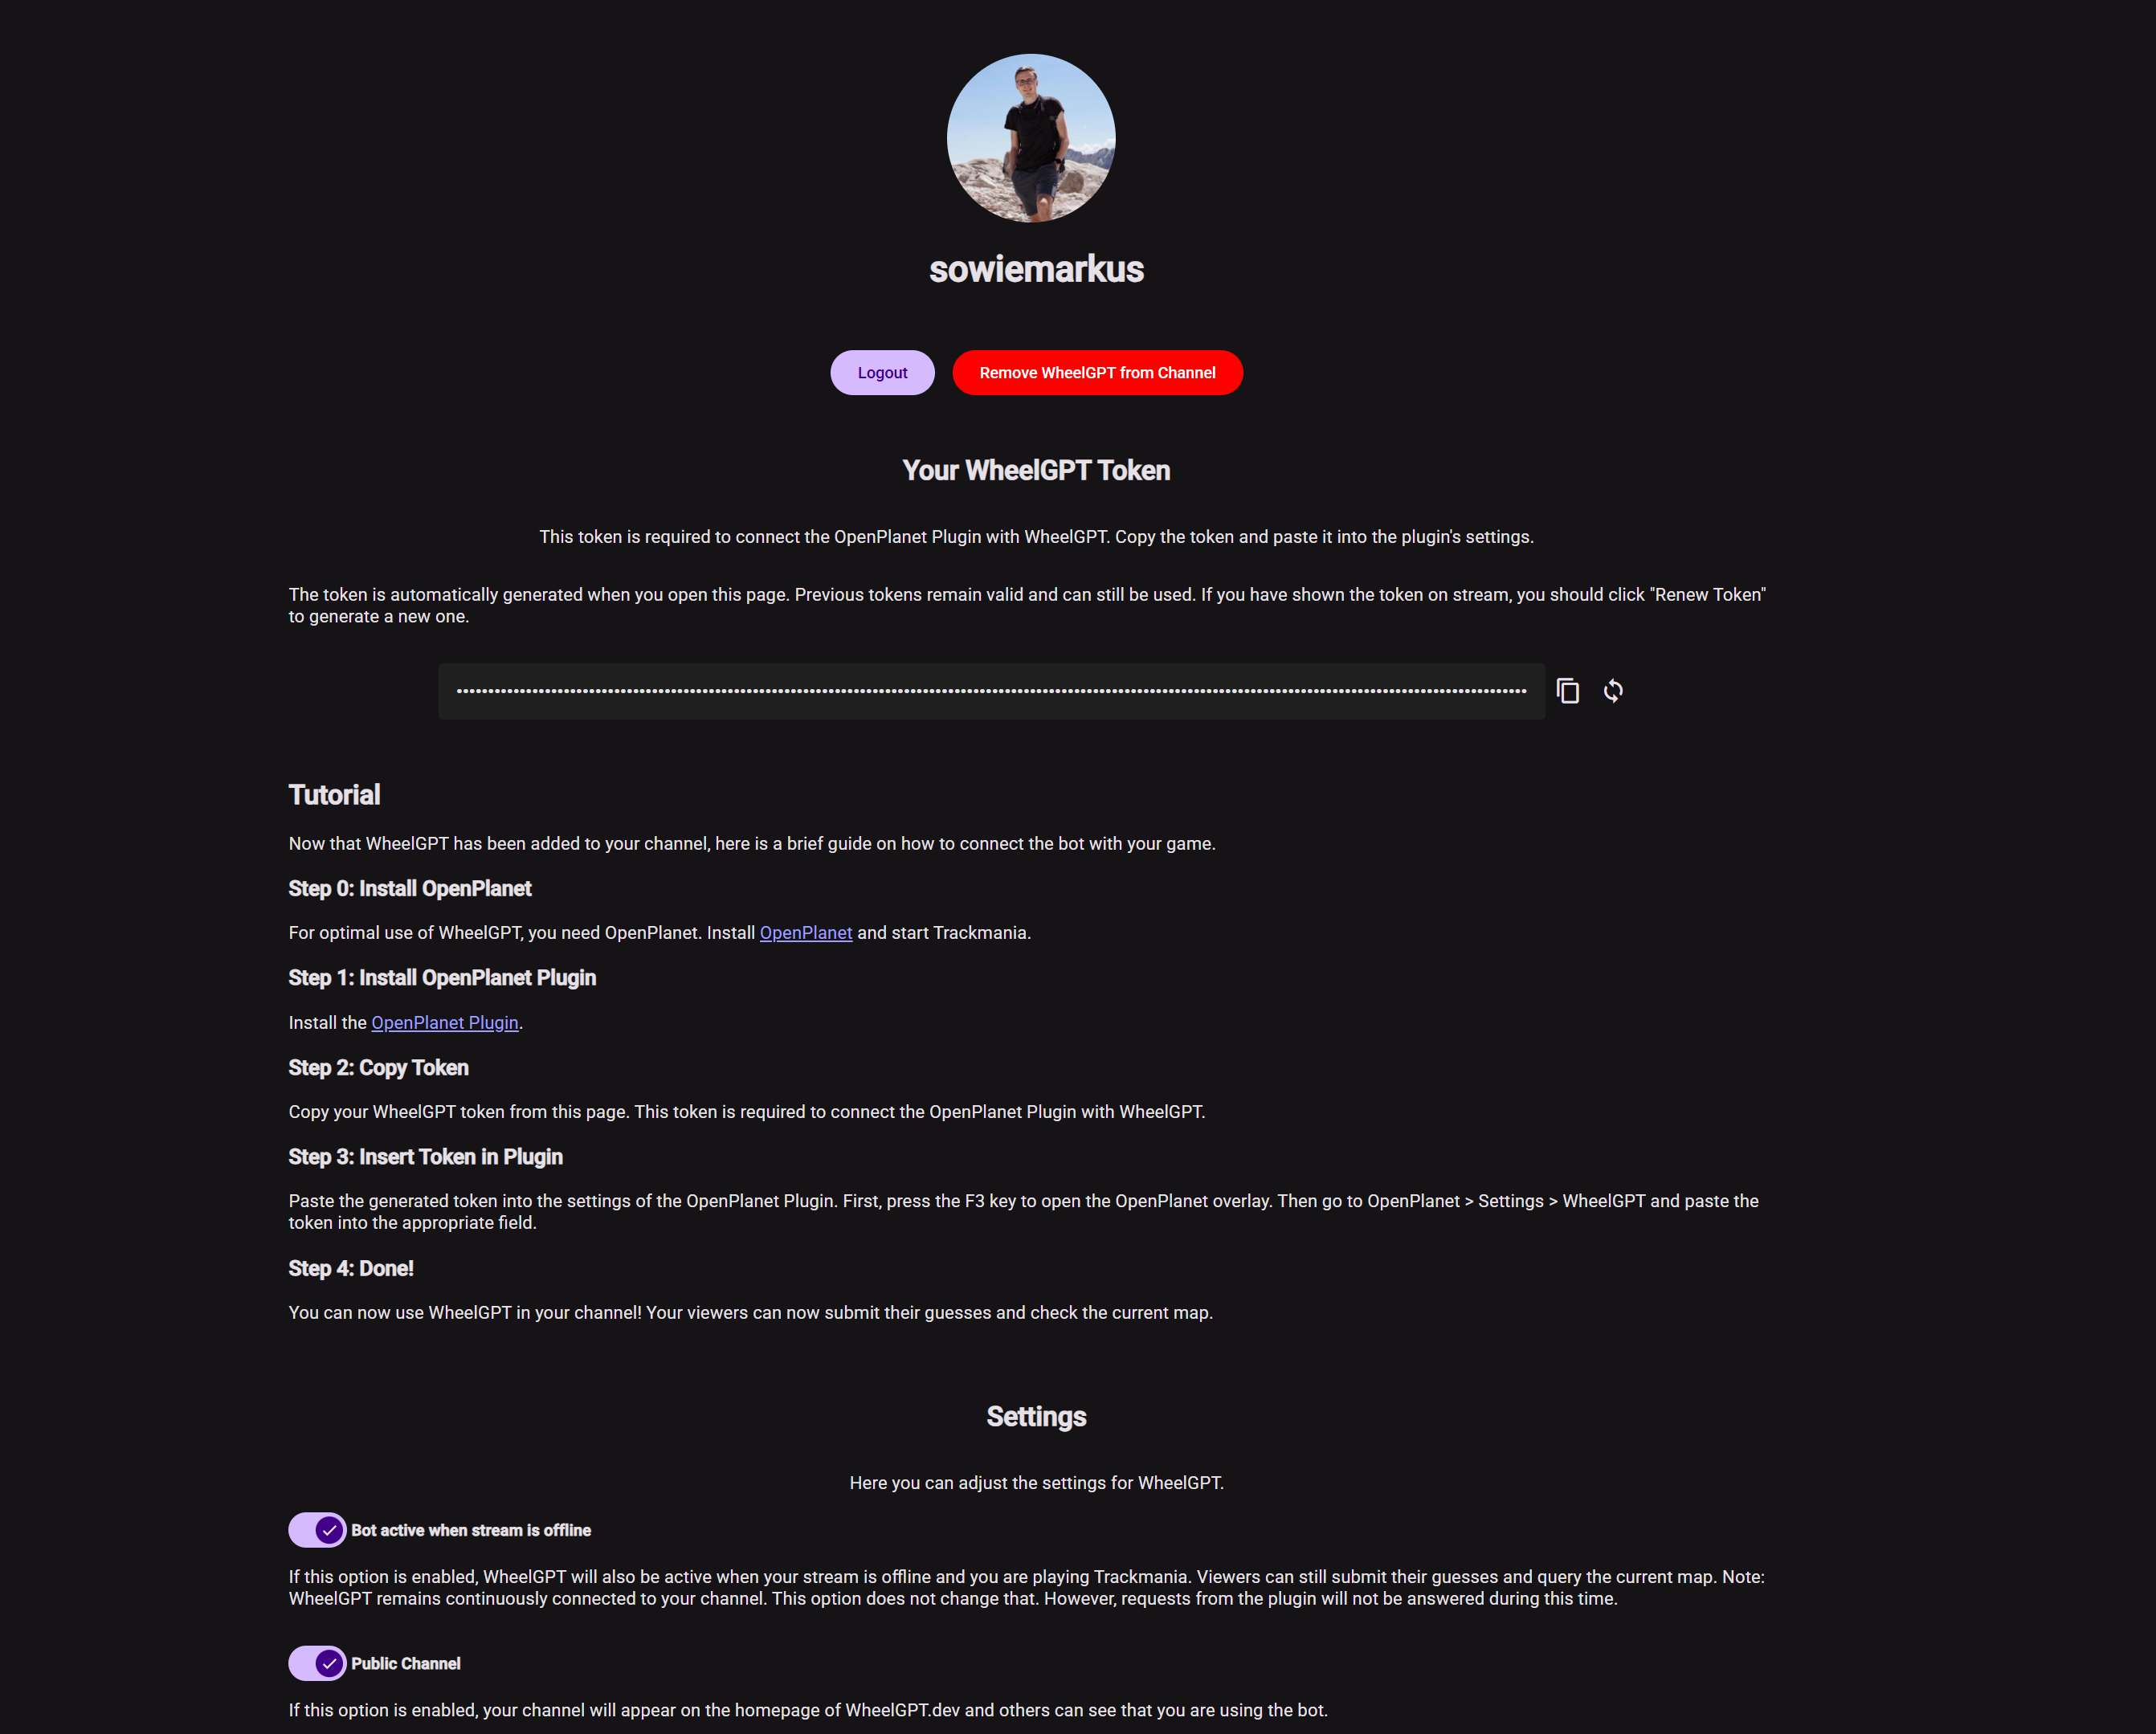 sowiemarkus
Logout
Remove WheelGPT from Channel
Your WheelGPT Token
This token is required to connect the OpenPlanet Plugin with WheelGPT. Copy the token and paste it into the plugin's settings.
The token is automatically generated when you open this page. Previous tokens remain valid and can still be used. If you have shown the token on stream, you should click "Renew Token"
to generate a new one.
Tutorial
Now that WheelGPT has been added to your channel, here is a brief guide on how to connect the bot with your game.
Step 0: Install OpenPlanet
For optimal use of WheelGPT, you need OpenPlanet. Install OpenPlanet and start Trackmania.
Step 1: Install OpenPlanet Plugin
Install the OpenPlanet Plugin.
Step 2: Copy Token
Copy your WheelGPT token from this page. This token is required to connect the OpenPlanet Plugin with WheelGPT.
Step 3: Insert Token in Plugin
Paste the generated token into the settings of the OpenPlanet Plugin. First, press the F3 key to open the OpenPlanet overlay. Then go to OpenPlanet > Settings > WheelGPT and paste the
token into the appropriate field.
Step 4: Done!
You can now use WheelGPT in your channel! Your viewers can now submit their guesses and check the current map.
Settings
Here you can adjust the settings for WheelGPT.
Bot active when stream is offline
If this option is enabled, WheelGPT will also be active when your stream is offline and you are playing Trackmania. Viewers can still submit their guesses and query the current map. Note:
WheelGPT remains continuously connected to your channel. This option does not change that. However, requests from the plugin will not be answered during this time.
Public Channel
If this option is enabled, your channel will appear on the homepage of WheelGPT.dev and others can see that you are using the bot.